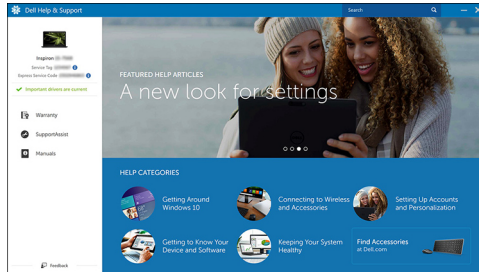 Dell Help & Support
Search
Inspiron
Service Tag
Express Service Code
Important drivers are current
Warranty
SupportAssist
Manuals
Feedback
FEATURED HELP ARTICLES
A new look for settings
HELP CATEGORIES
Getting Around
Windows 10
Connecting to Wireless
and Accessories
Setting Up Accounts
and Personalization
Getting to Know Your
Device and Software
Keeping Your System
Healthy
Find Accessories
at Dell.com